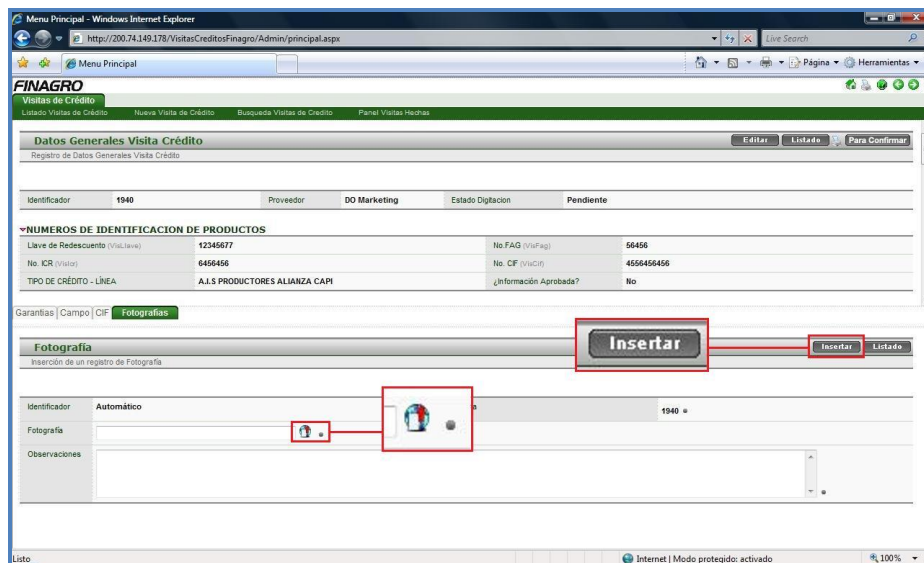 Menu Principal - Windows Internet Explorer
http://200.74.149.178/VisitasCreditosFinagro/Admin/principal.aspx
Live Search
Menu Principal
Página
Herramientas
FINAGRO
Visitas de Crédito
Listado Visitas de Crédito Nueva Visita de Crédito Busqueda Visitas de Credito Panel Visitas Hechas
Datos Generales Visita Crédito Editar Listado Para Confirmar
Registro de Datos Generales Visita Crédito
Identificador 1940 Proveedor DO Marketing Estado Digitacion Pendiente
NUMEROS DE IDENTIFICACION DE PRODUCTOS
Llave de Redescuento (VisLlave) 12345677 No.FAG (VisFag) 56456
No. ICR (VisIcr) 6456456 No. CIF (VisCif) 4556456456
TIPO DE CRÉDITO - LÍNEA A.I.S PRODUCTORES ALIANZA CAPI ¿Información Aprobada? No
Garantias Campo CIF Fotografías
Insertar
Fotografía Insertar Listado
Inserción de un registro de Fotografía
Identificador Automático 1940
Fotografía
Observaciones
Listo Internet | Modo protegido: activado 100%